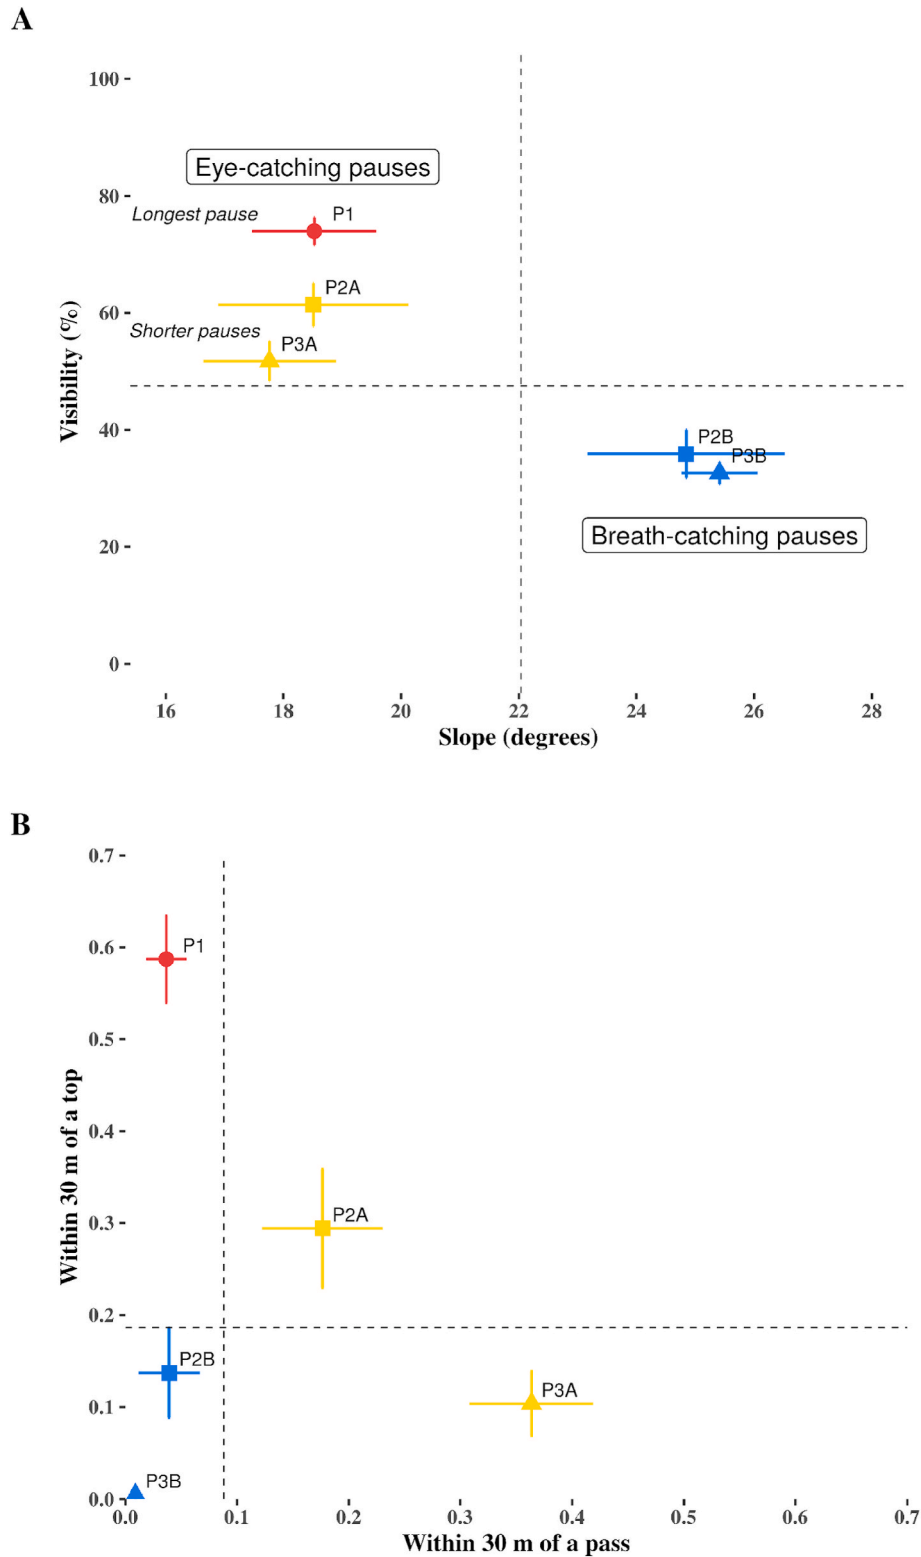 A
100
Eye-catching pauses
80
Longest pause
P1
P2A
60
Shorter pauses
P3A
Visibility (%)
40
P2B
P3B
Breath-catching pauses
20
0
16 18 20 22 24 26 28
Slope (degrees)
B
0.7
0.6
P1
0.5
0.4
Within 30 m of a top
0.3
P2A
0.2
P2B
P3A
0.1
P3B
0.0
0.0 0.1 0.2 0.3 0.4 0.5 0.6 0.7
Within 30 m of a pass